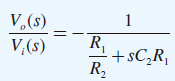 V_o(s)/V_i(s) = − 1/(R_1/R_2 + sC_2R_1)